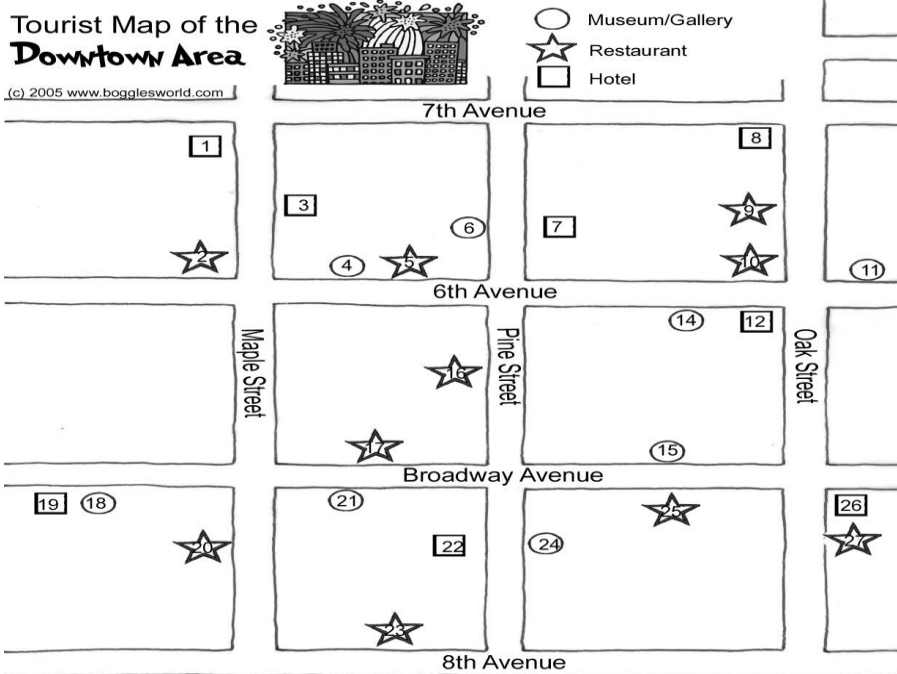 Tourist Map of the
Downtown Area
(c) 2005 www.bogglesworld.com
Museum/Gallery
Restaurant
Hotel
7th Avenue
1
8
3
9
6
7
2
4
5
10
11
6th Avenue
14
12
Maple Street
Pine Street
Oak Street
16
17
15
Broadway Avenue
19
18
21
25
26
20
22
24
27
23
8th Avenue